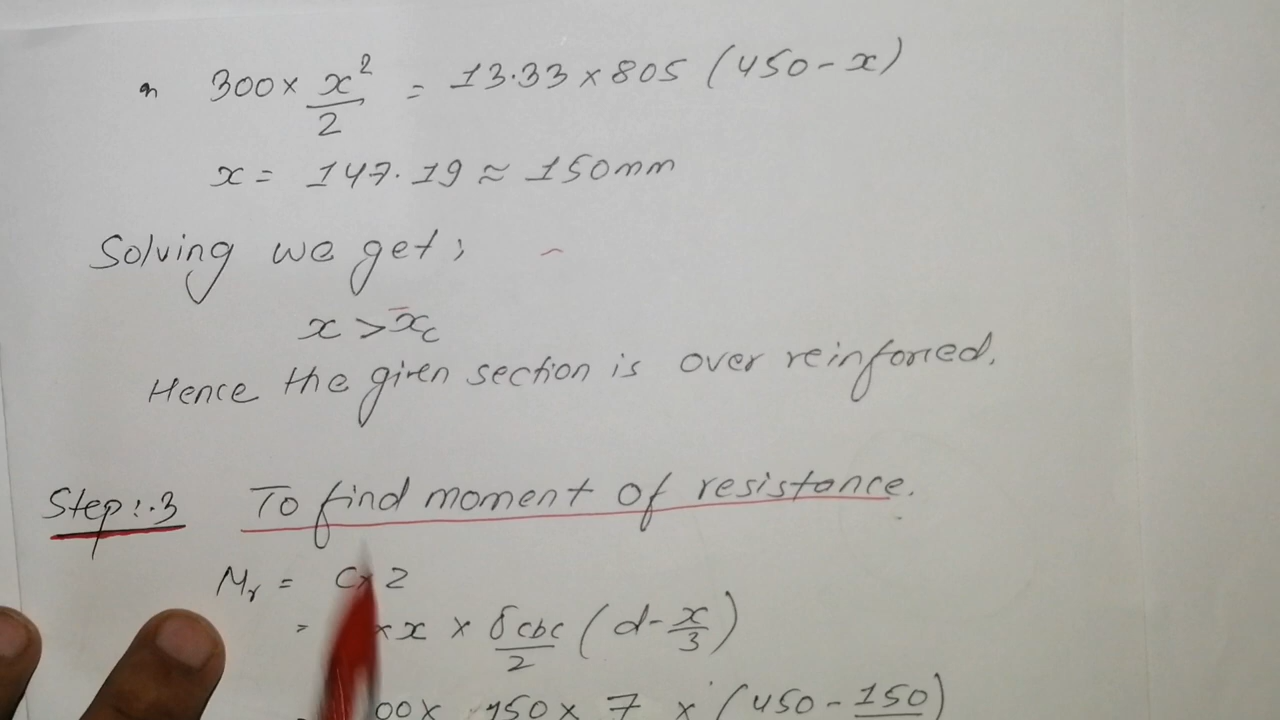 300 × x²/2 = 13.33 × 805 (450 - x)
x = 147.19 ≈ 150mm
Solving we get;
x > x̄c
Hence the given section is over reinforced.
Step:.3 To find moment of resistance.
Mr = C × z
= × x × σcbc/2 (d - x/3)
00 × 150 × 7 × (450 - 150)